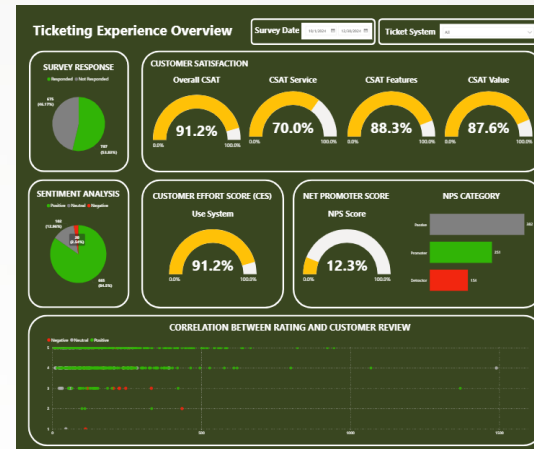 Ticketing Experience Overview
Survey Date
Ticket System
All
SURVEY RESPONSE
Responded Not Responded
CUSTOMER SATISFACTION
Overall CSAT
91.2%
0.0% 100.0%
CSAT Service
70.0%
0.0% 100.0%
CSAT Features
88.3%
0.0% 100.0%
CSAT Value
87.6%
0.0% 100.0%
SENTIMENT ANALYSIS
Positive Neutral Negative
CUSTOMER EFFORT SCORE (CES)
Use System
91.2%
0.0% 100.0%
NET PROMOTER SCORE
NPS Score
12.3%
0.0% 100.0%
NPS CATEGORY
Passive
Promoter
Detractor
CORRELATION BETWEEN RATING AND CUSTOMER REVIEW
Negative Neutral Positive
5
4
3
2
1
0 500 1000 1500